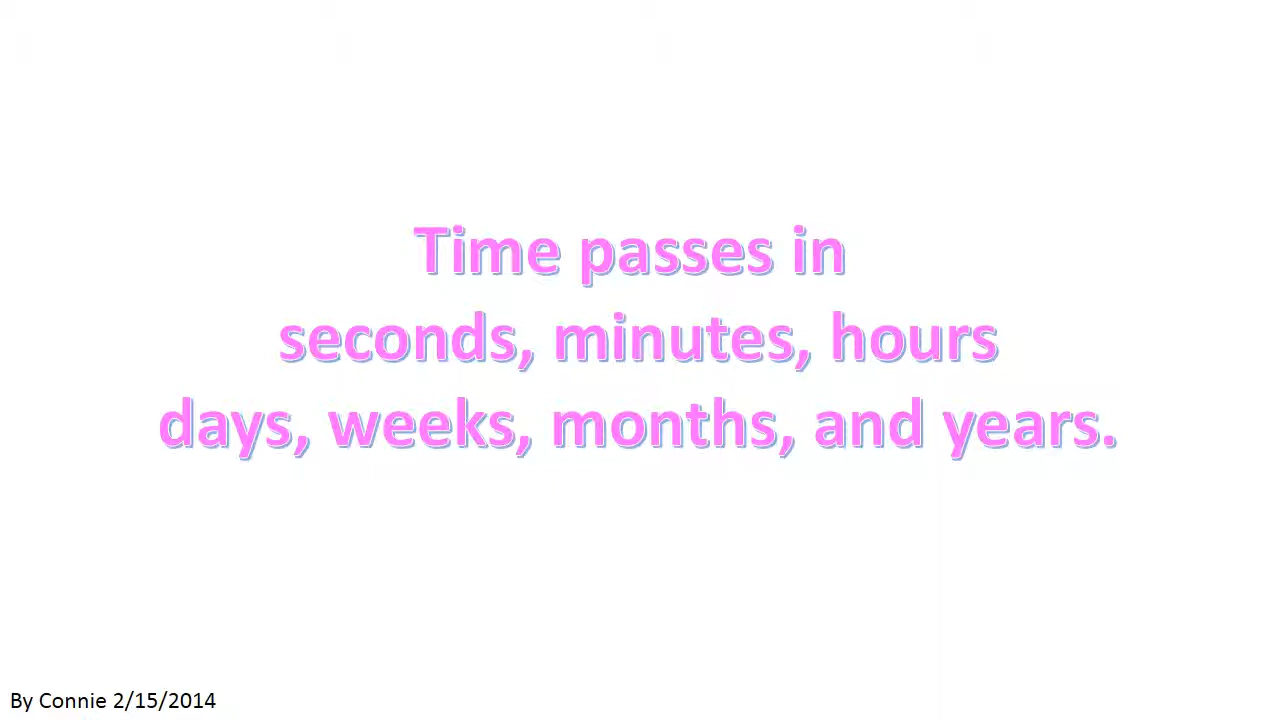 Time passes in
seconds, minutes, hours
days, weeks, months, and years.
By Connie 2/15/2014